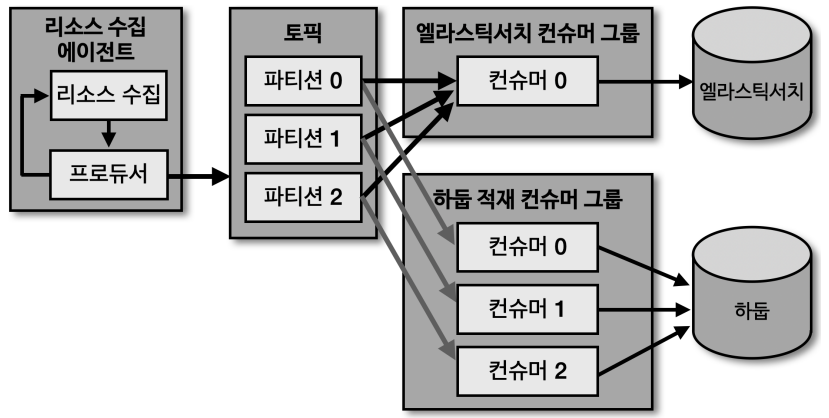 리소스 수집
에이전트
리소스 수집
프로듀서
토픽
파티션 0
파티션 1
파티션 2
엘라스틱서치 컨슈머 그룹
컨슈머 0
엘라스틱서치
하둡 적재 컨슈머 그룹
컨슈머 0
컨슈머 1
컨슈머 2
하둡